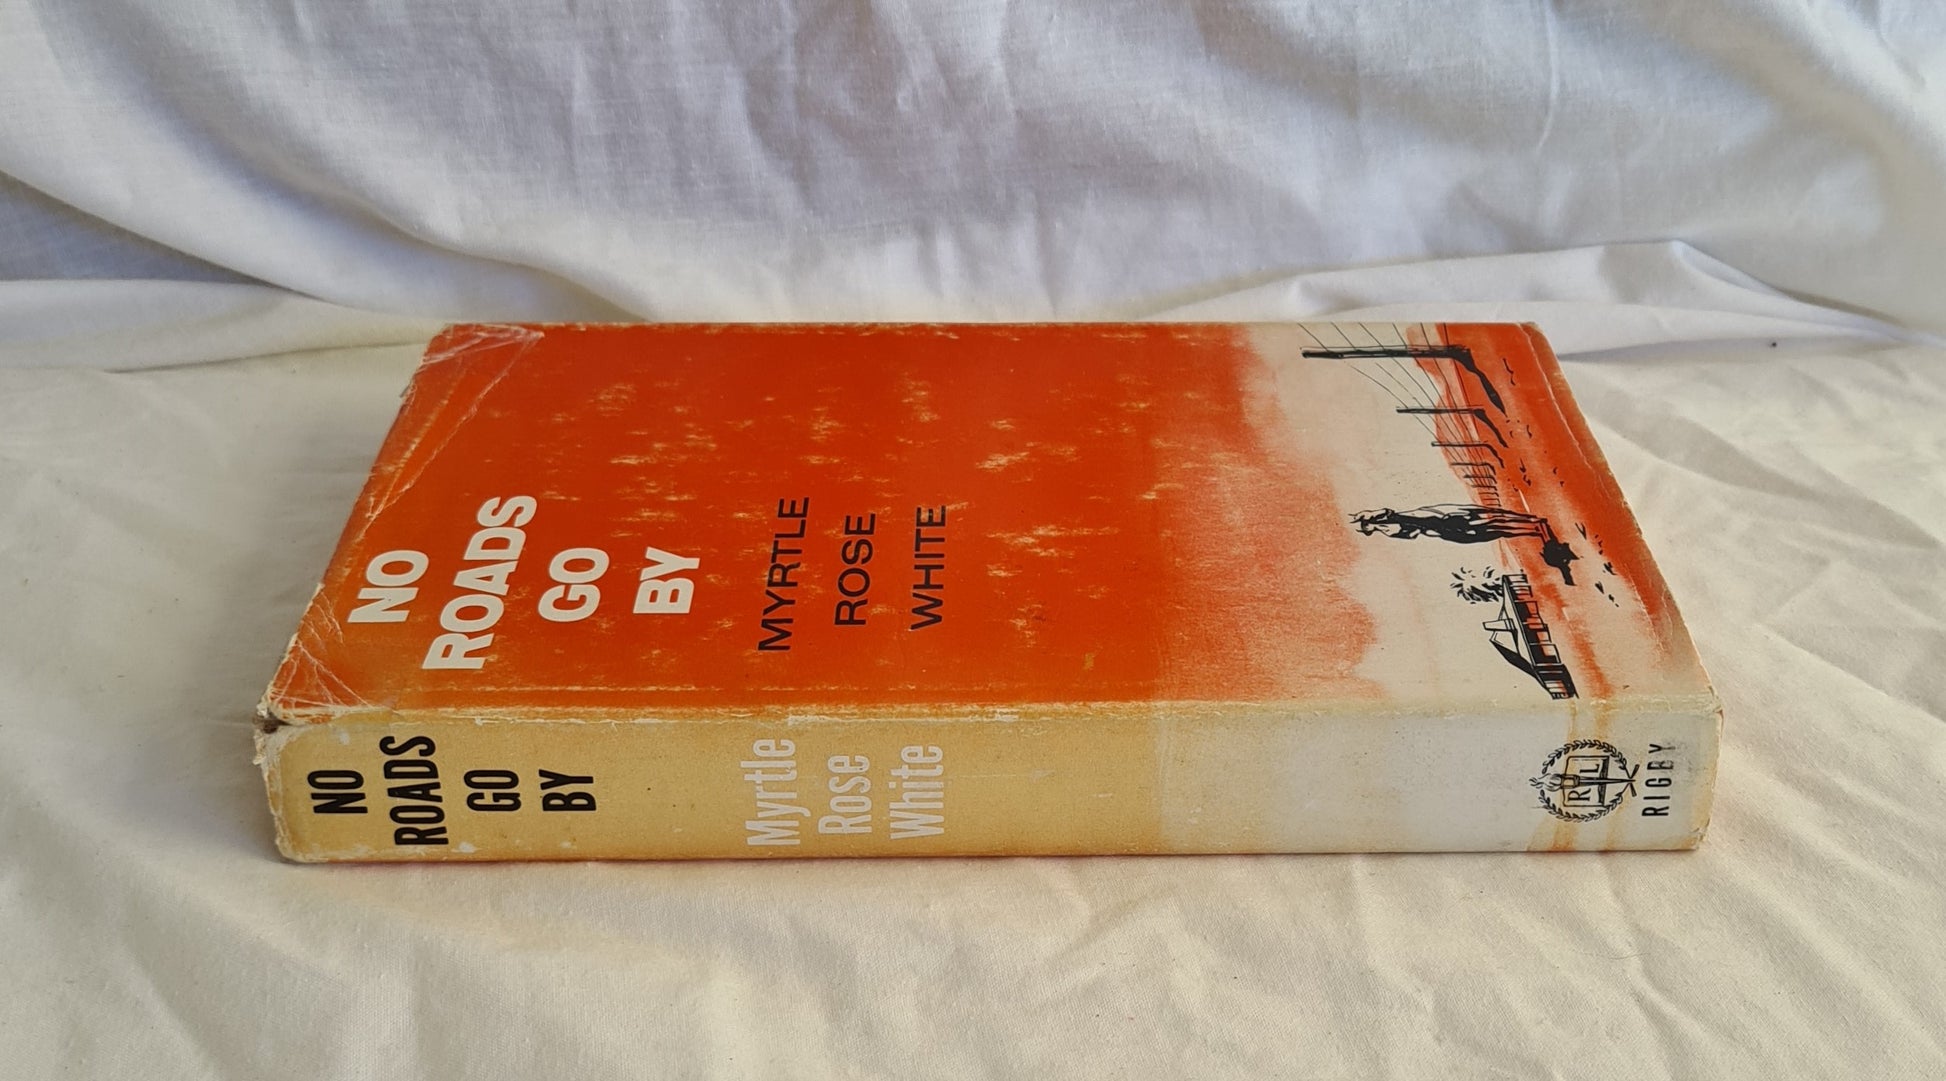 NO
ROADS
GO
BY
MYRTLE
ROSE
WHITE
NO
ROADS
GO
BY
Myrtle
Rose
White
R L
RIGBY